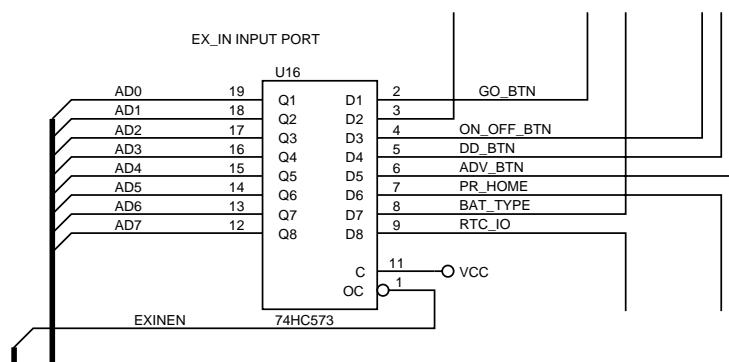 EX_IN INPUT PORT
U16
AD0 19 Q1 D1 2 GO_BTN
AD1 18 Q2 D2 3
AD2 17 Q3 D3 4 ON_OFF_BTN
AD3 16 Q4 D4 5 DD_BTN
AD4 15 Q5 D5 6 ADV_BTN
AD5 14 Q6 D6 7 PR_HOME
AD6 13 Q7 D7 8 BAT_TYPE
AD7 12 Q8 D8 9 RTC_IO
C 11 VCC
OC 1
EXINEN 74HC573